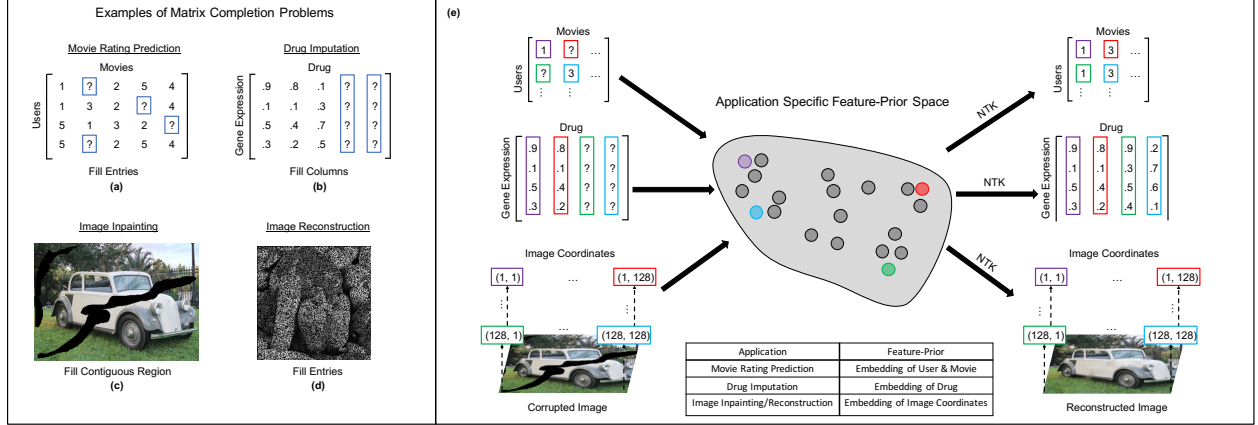 Examples of Matrix Completion Problems
Movie Rating Prediction
Movies
Users
1 ? 2 5 4
1 3 2 ? 4
5 1 3 2 ?
5 ? 2 5 4
Fill Entries
(a)
Drug Imputation
Drug
Gene Expression
.9 .8 .1 ? ?
.1 .1 .3 ? ?
.5 .4 .7 ? ?
.3 .2 .5 ? ?
Fill Columns
(b)
Image Inpainting
Fill Contiguous Region
(c)
Image Reconstruction
Fill Entries
(d)
(e)
Movies
Users
1 ? ...
? 3 ...
⋮ ⋮
Drug
Gene Expression
.9 .8 ? ?
.1 .1 ? ?
.5 .4 ? ?
.3 .2 ? ?
Image Coordinates
(1, 1) ... (1, 128)
⋮ ⋮
(128, 1) ... (128, 128)
Corrupted Image
Application Specific Feature-Prior Space
NTK
NTK
NTK
Application Feature-Prior
Movie Rating Prediction Embedding of User & Movie
Drug Imputation Embedding of Drug
Image Inpainting/Reconstruction Embedding of Image Coordinates
Movies
Users
1 3 ...
1 3 ...
⋮ ⋮
Drug
Gene Expression
.9 .8 .9 .2
.1 .1 .3 .7
.5 .4 .5 .6
.3 .2 .4 .1
Image Coordinates
(1, 1) ... (1, 128)
⋮ ⋮
(128, 1) ... (128, 128)
Reconstructed Image